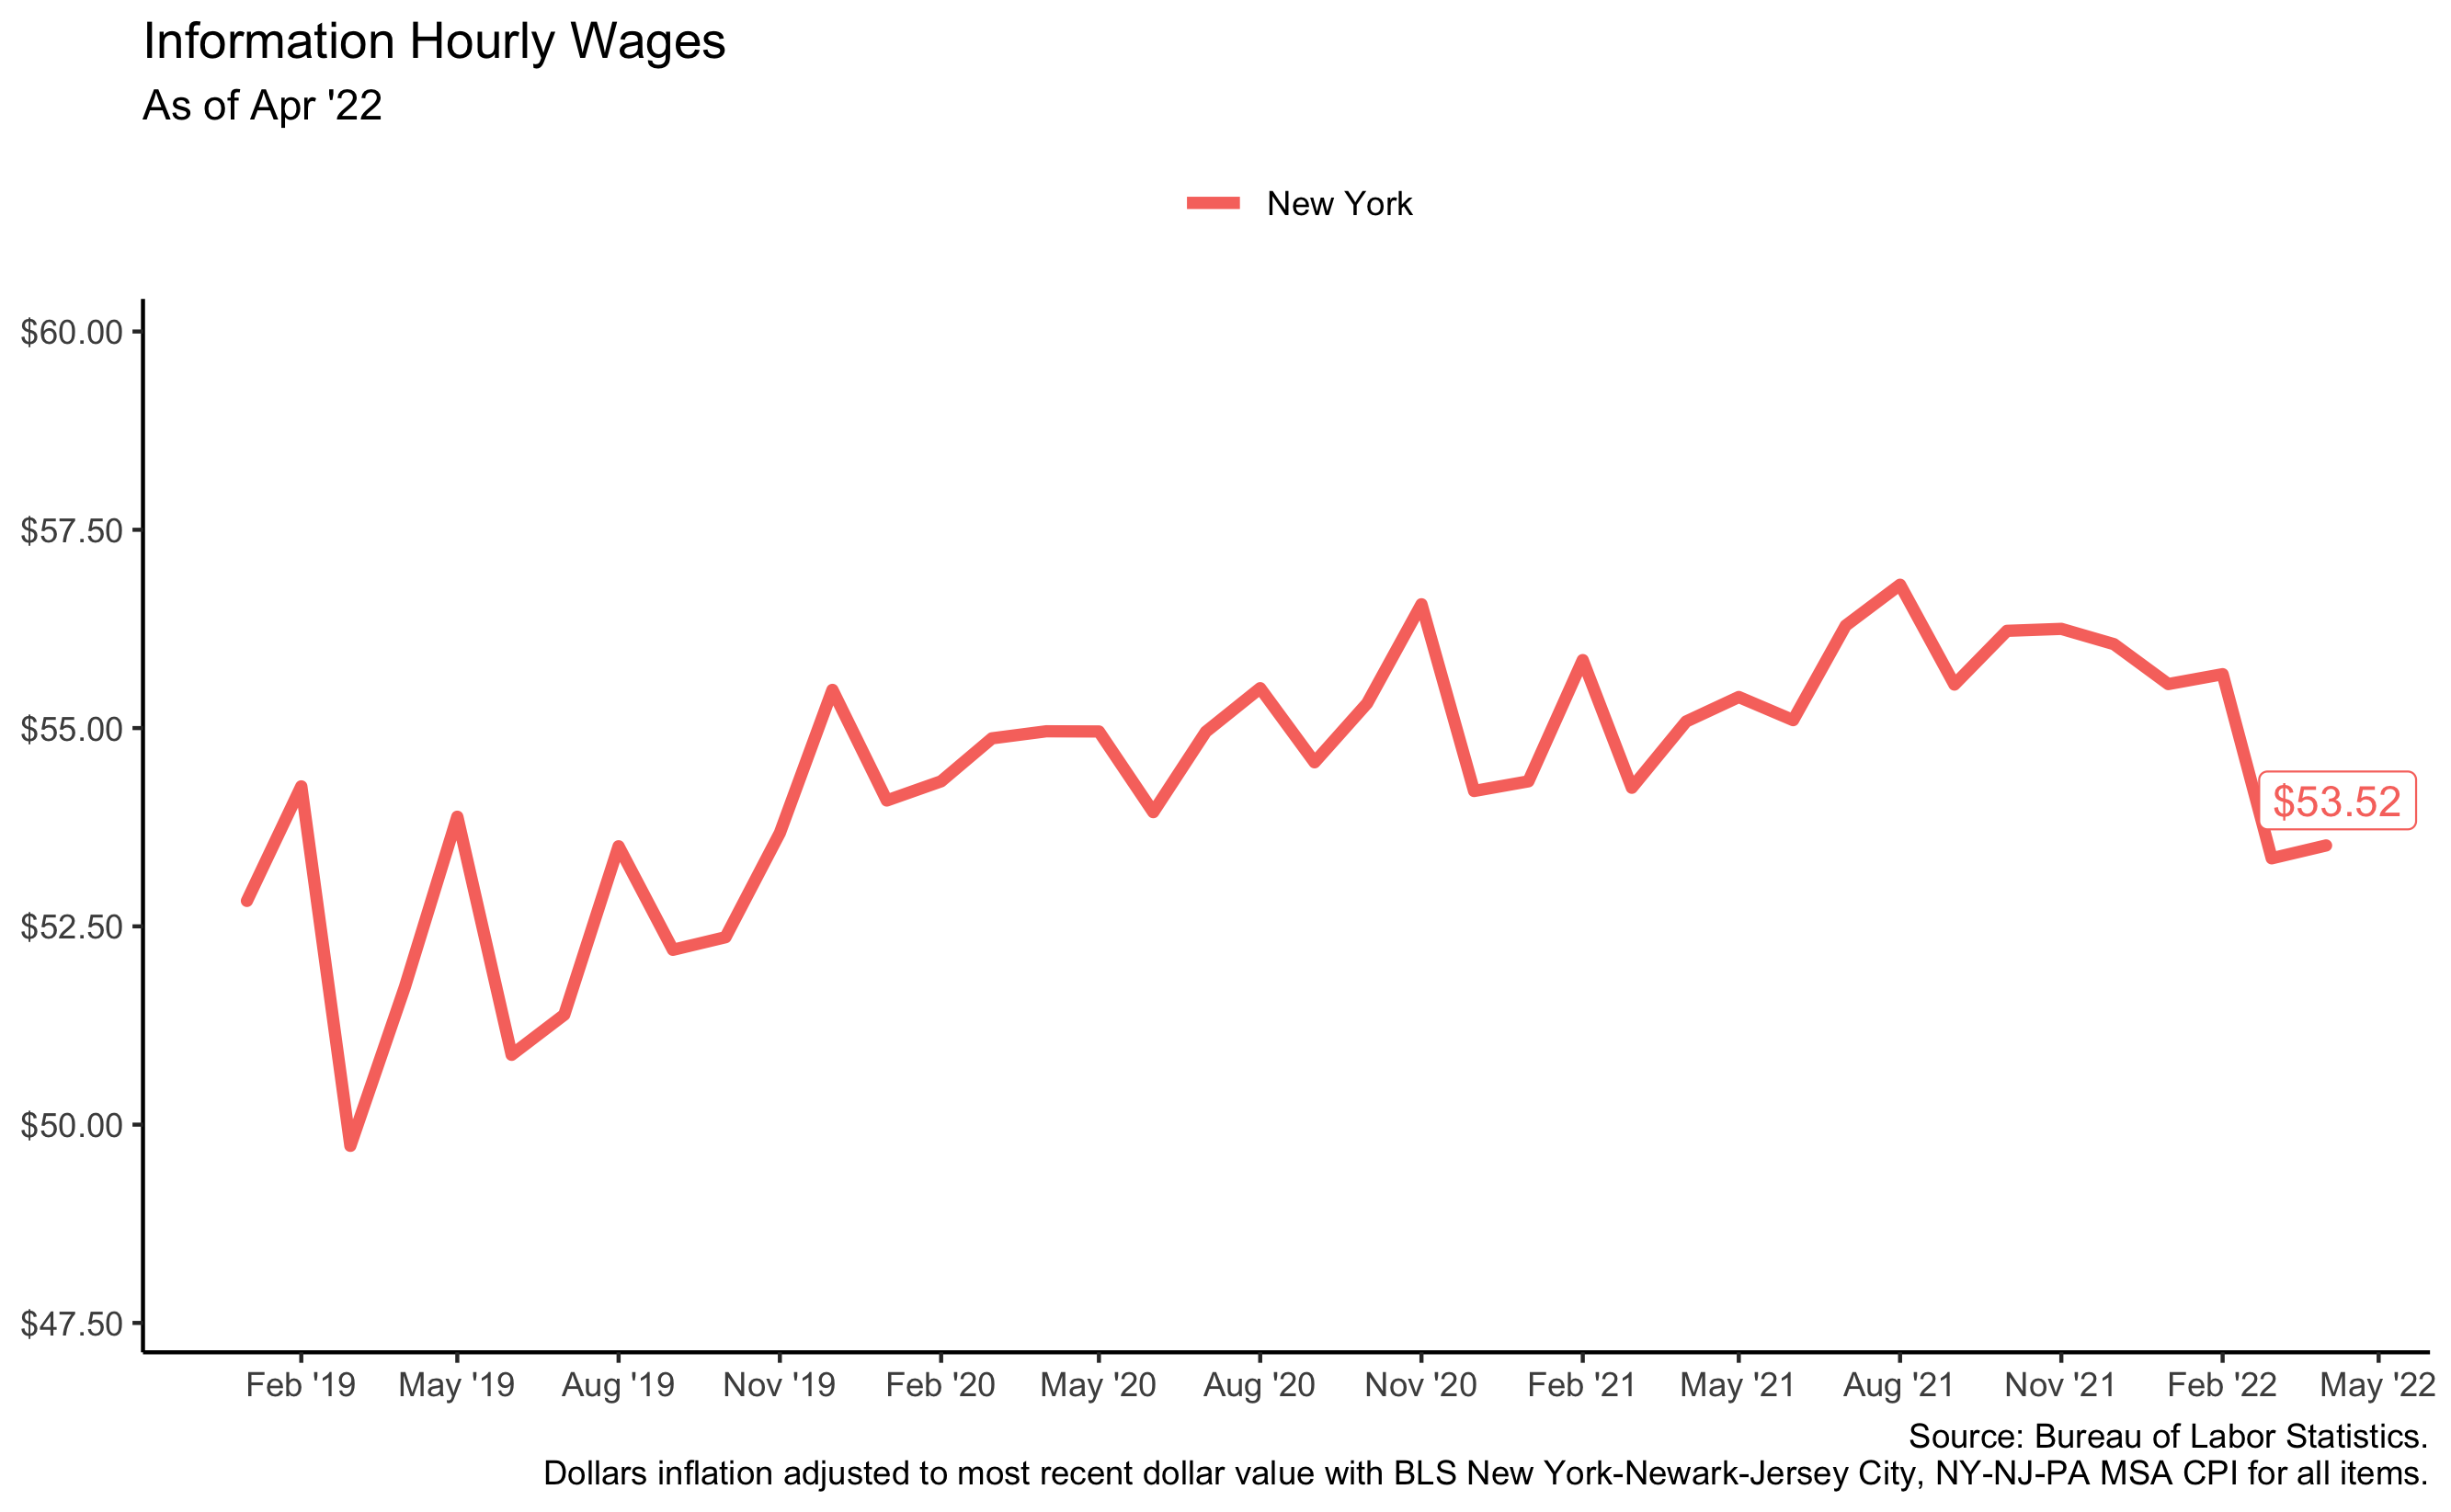 Information Hourly Wages
As of Apr '22
New York
$60.00
$57.50
$55.00
$52.50
$50.00
$47.50
$53.52
Feb '19 May '19 Aug '19 Nov '19 Feb '20 May '20 Aug '20 Nov '20 Feb '21 May '21 Aug '21 Nov '21 Feb '22 May '22
Source: Bureau of Labor Statistics.
Dollars inflation adjusted to most recent dollar value with BLS New York-Newark-Jersey City, NY-NJ-PA MSA CPI for all items.